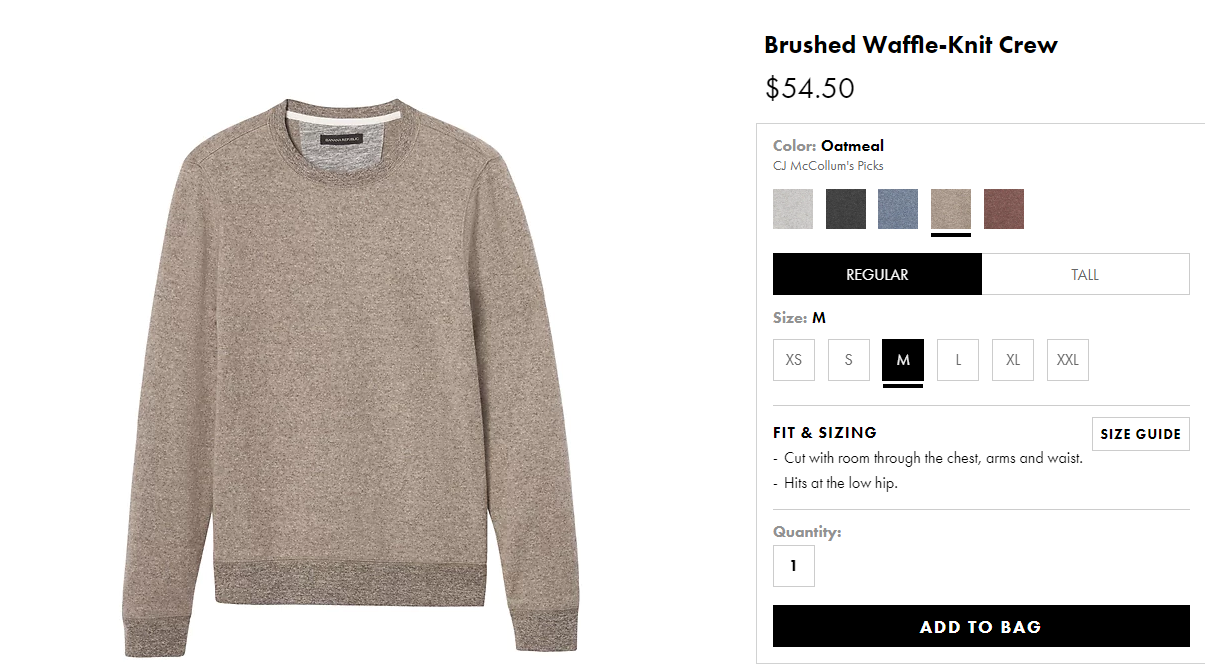 BANANA REPUBLIC
Brushed Waffle-Knit Crew
$54.50
Color: Oatmeal
CJ McCollum's Picks
REGULAR
TALL
Size: M
XS
S
M
L
XL
XXL
FIT & SIZING
SIZE GUIDE
- Cut with room through the chest, arms and waist.
- Hits at the low hip.
Quantity:
1
ADD TO BAG